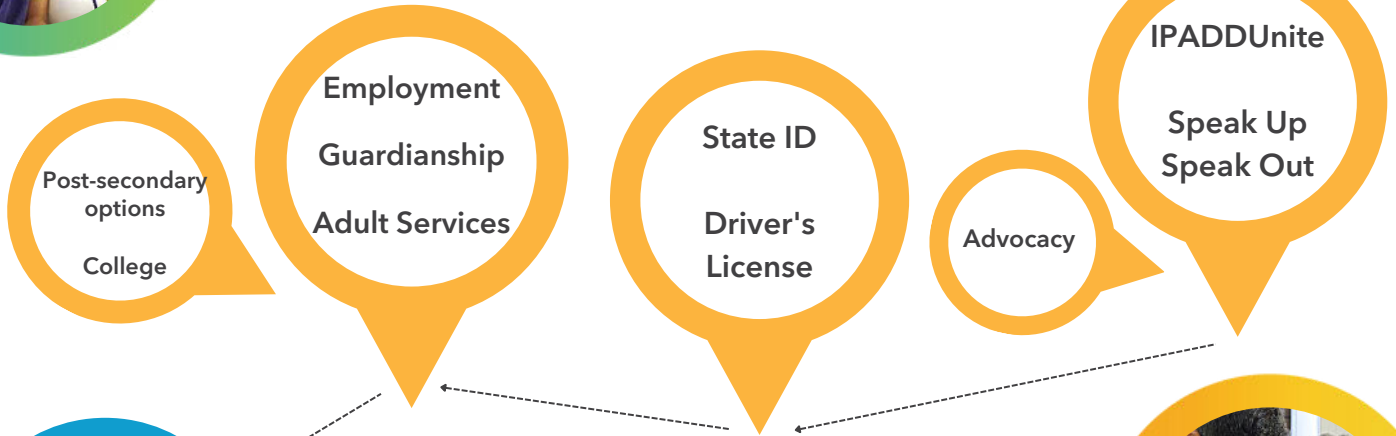 Post-secondary
options
College
Employment
Guardianship
Adult Services
State ID
Driver's
License
Advocacy
IPADDUnite
Speak Up
Speak Out